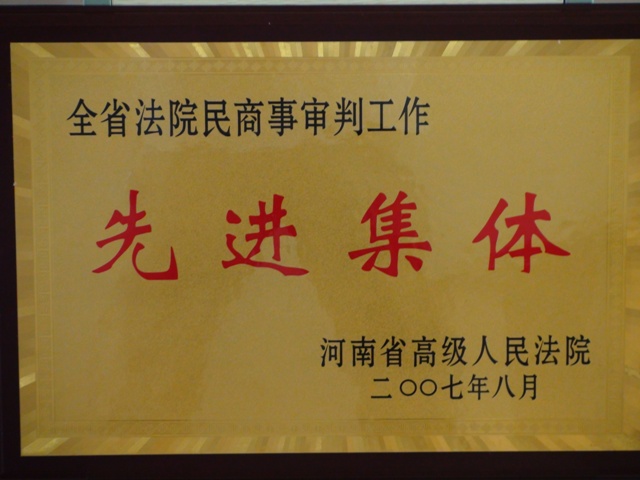 全省法院民商事审判工作
先进集体
河南省高级人民法院
二〇〇七年八月